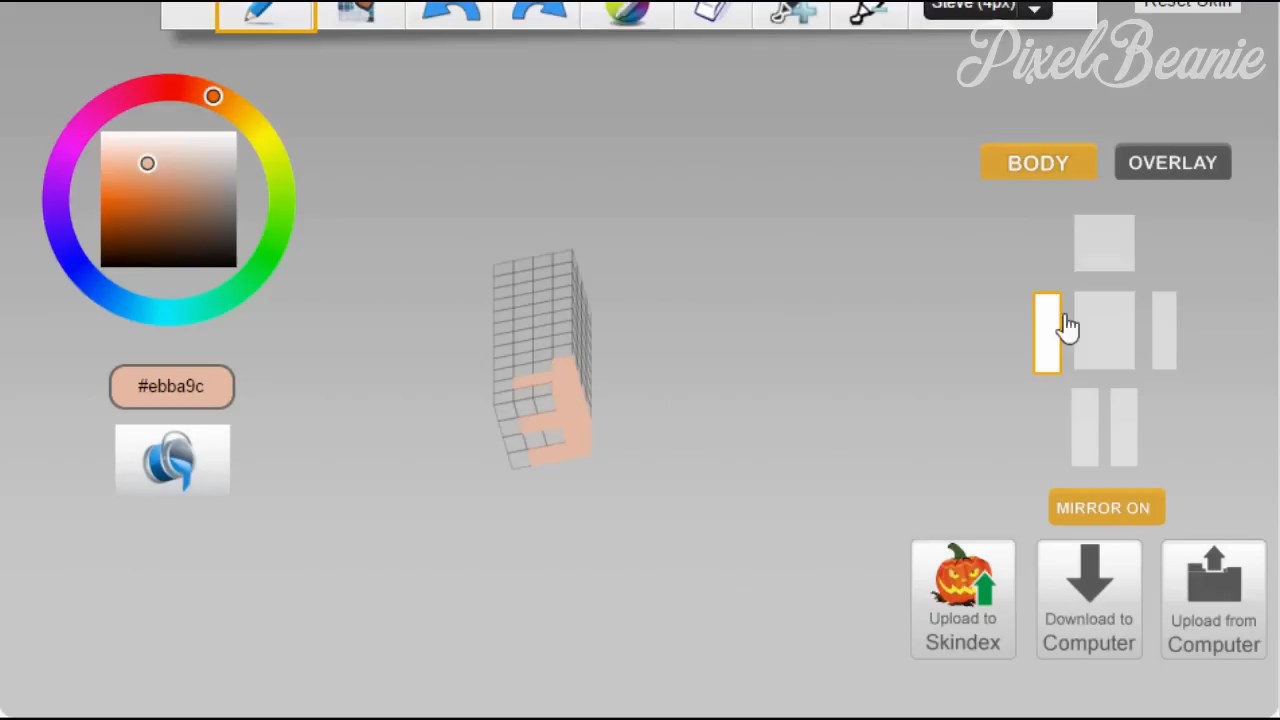 Steve (4px)
Reset Skin
PixelBeanie
BODY
OVERLAY
#ebba9c
MIRROR ON
Upload to
Skindex
Download to
Computer
Upload from
Computer